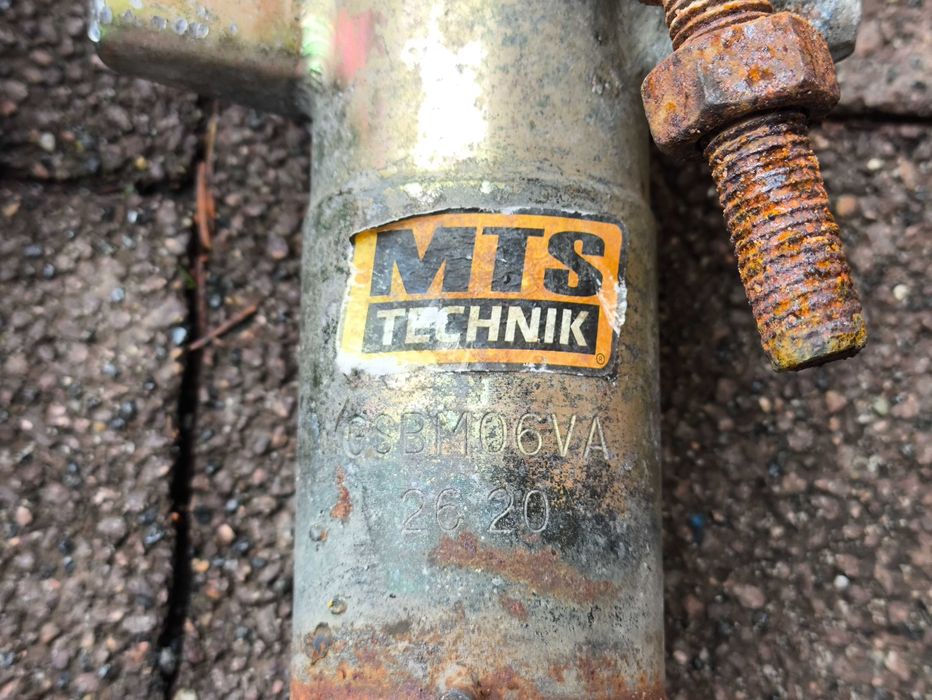 MTS
TECHNIK
®
GSBM06VA
26 20